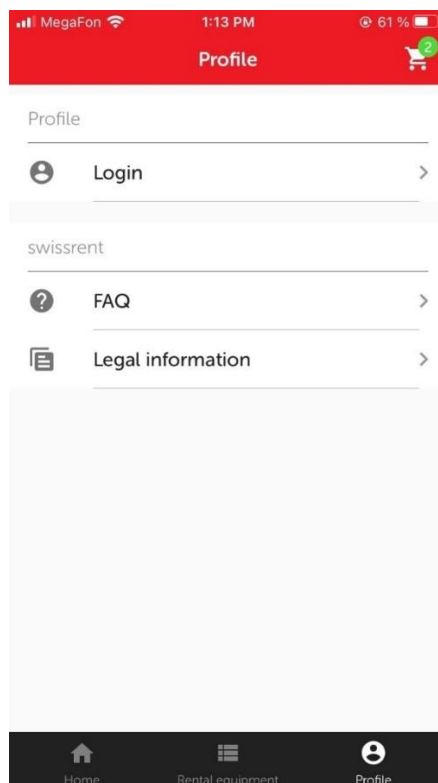 MegaFon 1:13 PM 61 %
Profile 2
Profile
Login
swissrent
FAQ
Legal information
Home Rental equipment Profile